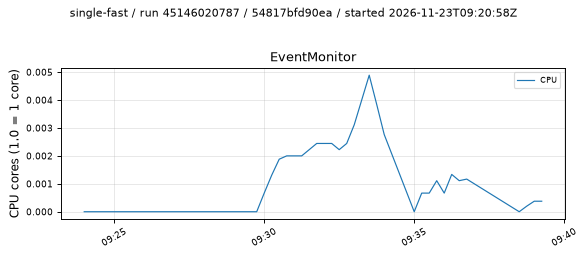 single-fast / run 45146020787 / 54817bfd90ea / started 2026-11-23T09:20:58Z
EventMonitor
CPU cores (1.0 = 1 core)
0.005
0.004
0.003
0.002
0.001
0.000
CPU
09:25
09:30
09:35
09:40